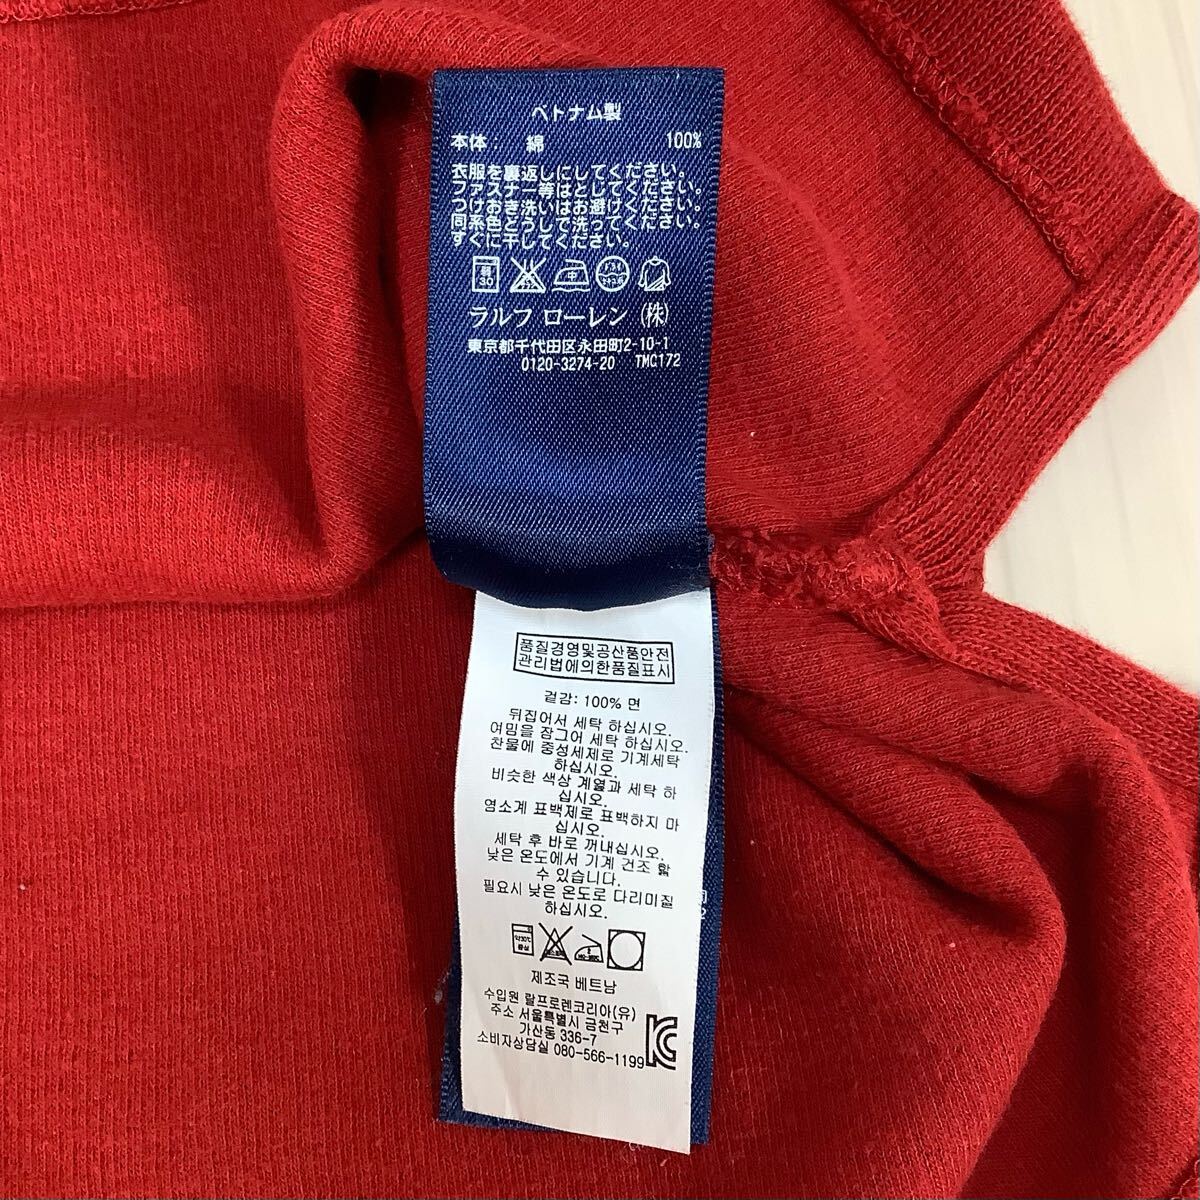 ベトナム製
本体: 綿 100%
衣服を裏返しにしてください。
ファスナー等はとしてください。
つけおき洗いはお避けください。
同系色どうしで洗ってください。
すぐに干してください。
弱 30 中
ラルフ ローレン (株)
東京都千代田区永田町2-10-1
0120-3274-20 TMC172
품질경영및공산품안전
관리법에의한품질표시
겉감: 100% 면
뒤집어서 세탁 하십시오.
여밈을 잠그어 세탁 하십시오.
찬물에 중성세제로 기계세탁
하십시오.
비슷한 색상 계열과 세탁 하
십시오.
염소계 표백제로 표백하지 마
십시오.
세탁 후 바로 꺼내십시오.
낮은 온도에서 기계 건조 할
수 있습니다.
필요시 낮은 온도로 다리미질
하십시오.
약30℃
중성
제조국 베트남
수입원 랄프로렌코리아(유)
주소 서울특별시 금천구
가산동 336-7
소비자상담실 080-566-1199